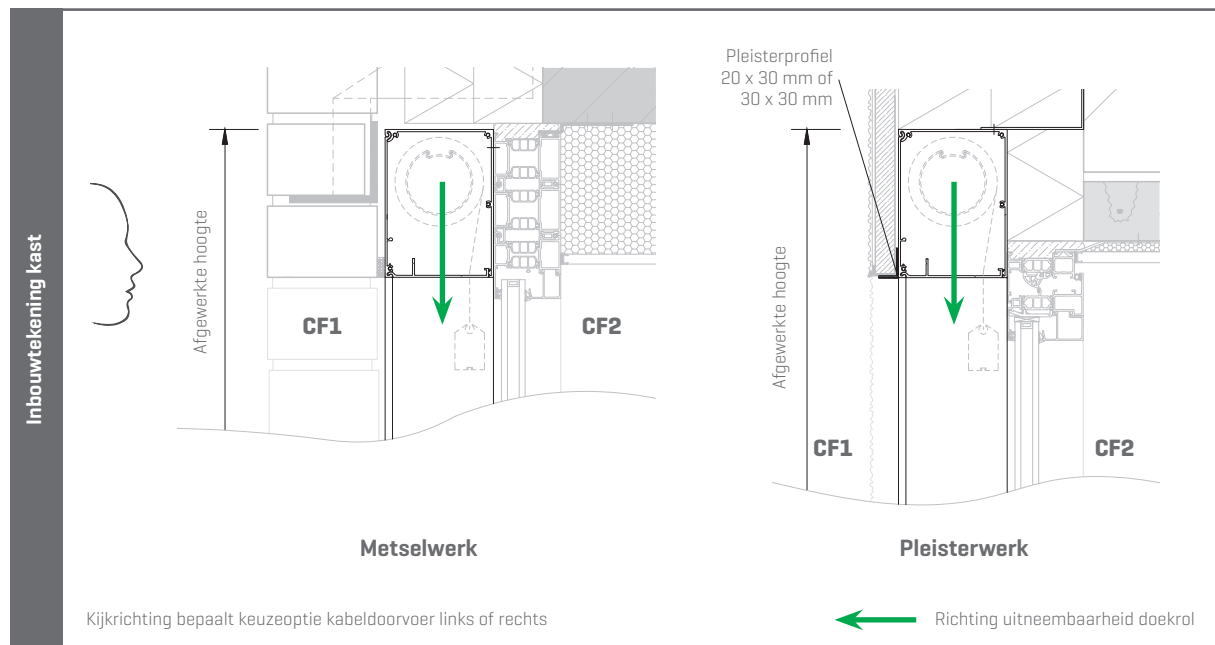 Inbouwtekening kast
Pleisterprofiel
20 x 30 mm of
30 x 30 mm
Afgewerkte hoogte
CF1
CF2
Afgewerkte hoogte
CF1
CF2
Metselwerk
Pleisterwerk
Kijkrichting bepaalt keuzeoptie kabeldoorvoer links of rechts
Richting uitneembaarheid doekrol